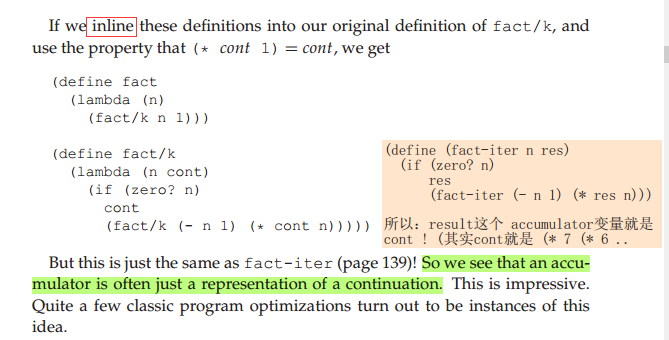 If we inline these definitions into our original definition of fact/k, and
use the property that (* cont 1) = cont, we get
(define fact
(lambda (n)
(fact/k n 1)))
(define fact/k
(lambda (n cont)
(if (zero? n)
cont
(fact/k (- n 1) (* cont n)))))
(define (fact-iter n res)
(if (zero? n)
res
(fact-iter (- n 1) (* res n)))
所以: result这个 accumulator变量就是
cont ! (其实cont就是 (* 7 (* 6 ..
But this is just the same as fact-iter (page 139)! So we see that an accu-
mulator is often just a representation of a continuation. This is impressive.
Quite a few classic program optimizations turn out to be instances of this
idea.